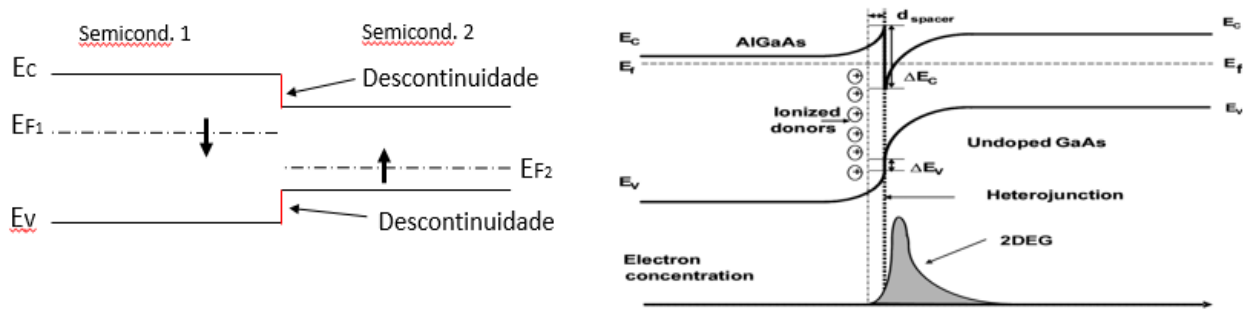 Semicond. 1
Semicond. 2
Ec
Descontinuidade
EF1
EF2
Ev
Descontinuidade
d spacer
Ec
AlGaAs
Ec
Ef
Ef
ΔEc
Ionized
donors
Ev
Undoped GaAs
ΔEv
Ev
Heterojunction
2DEG
Electron
concentration